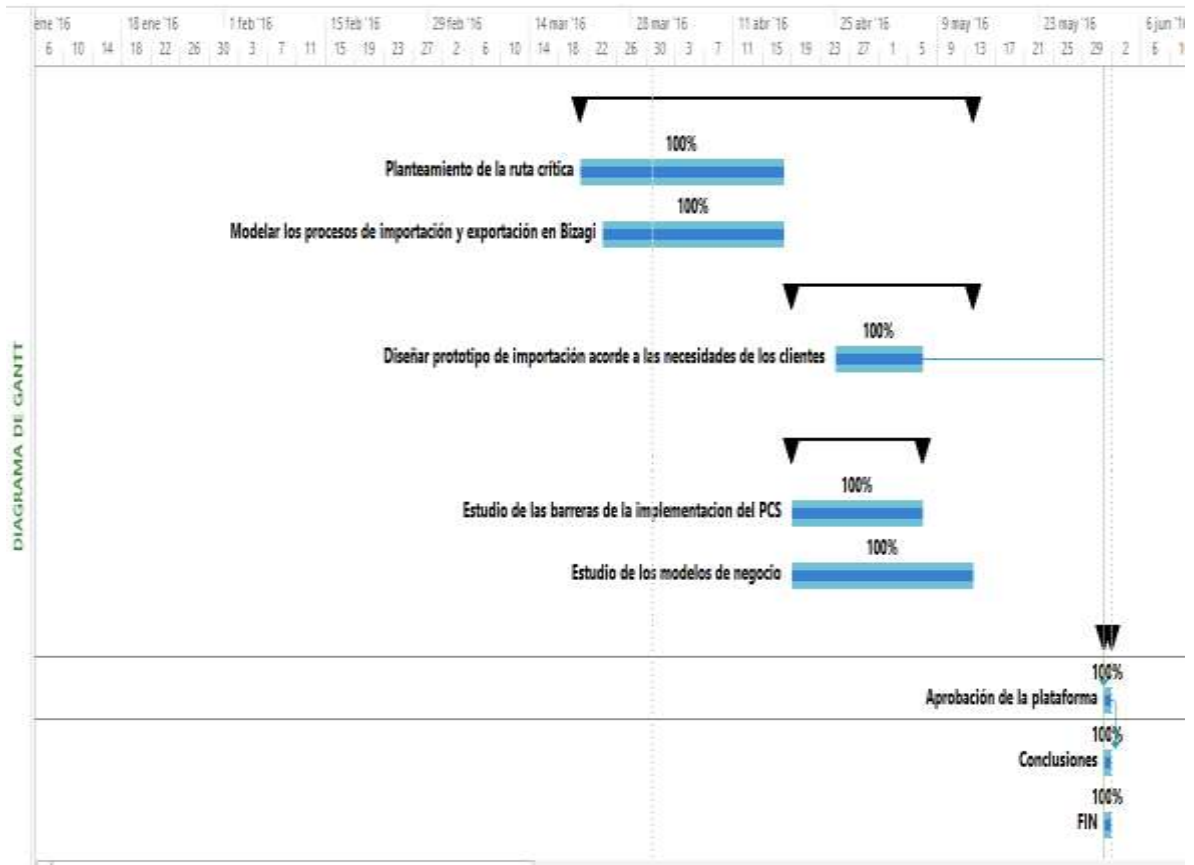 ene '16 18 ene '16 1 feb '16 15 feb '16 29 feb '16 14 mar '16 28 mar '16 11 abr '16 25 abr '16 9 may '16 23 may '16 6 jun '16
6 10 14 18 22 26 30 3 7 11 15 19 23 27 2 6 10 14 18 22 26 30 3 7 11 15 19 23 27 1 5 9 13 17 21 25 29 2 6
100%
Planteamiento de la ruta crítica
100%
Modelar los procesos de importación y exportación en Bizagi
100%
Diseñar prototipo de importación acorde a las necesidades de los clientes
DIAGRAMA DE GANTT
100%
Estudio de las barreras de la implementacion del PCS
100%
Estudio de los modelos de negocio
100%
Aprobación de la plataforma
100%
Conclusiones
100%
FIN